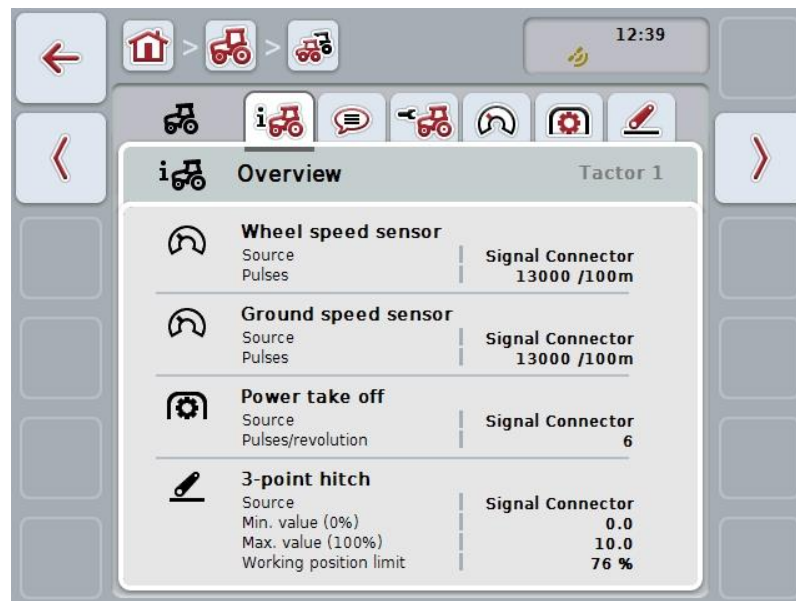 12:39
> >
i
Overview Tactor 1
Wheel speed sensor
Source Signal Connector
Pulses 13000 /100m
Ground speed sensor
Source Signal Connector
Pulses 13000 /100m
Power take off
Source Signal Connector
Pulses/revolution 6
3-point hitch
Source Signal Connector
Min. value (0%) 0.0
Max. value (100%) 10.0
Working position limit 76 %